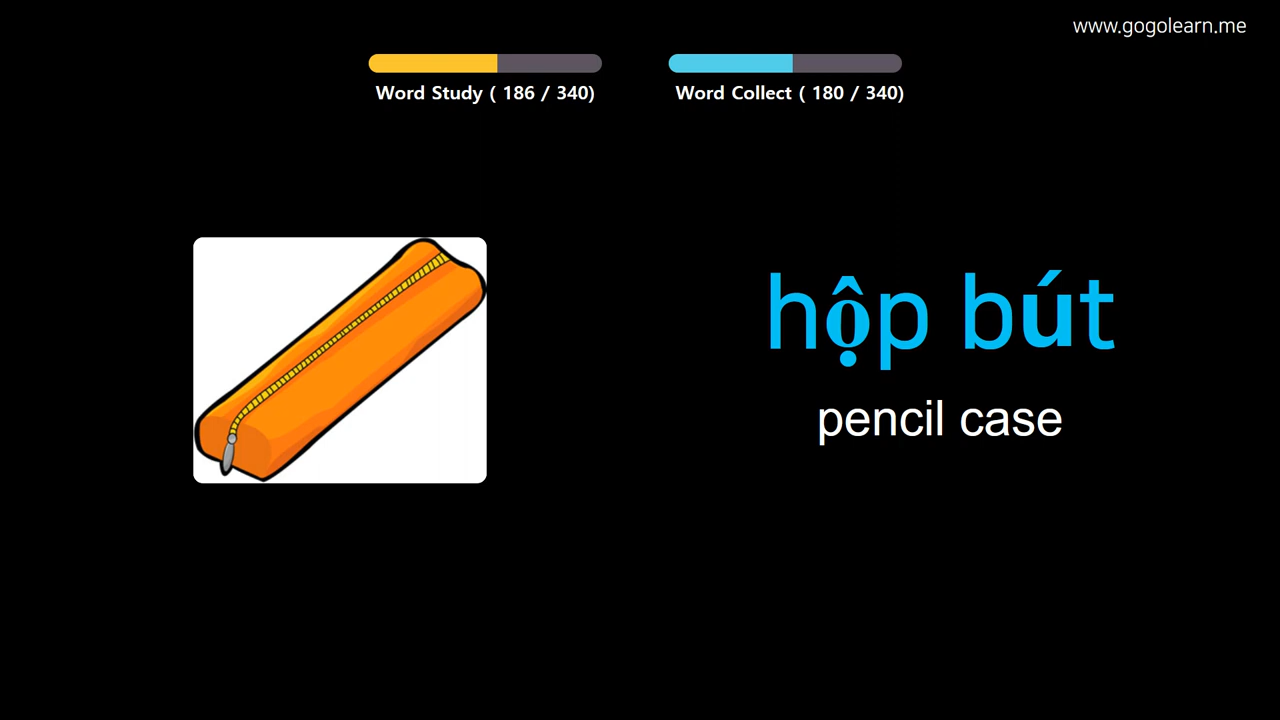 www.gogolearn.me
Word Study ( 186 / 340)
Word Collect ( 180 / 340)
hộp bút
pencil case